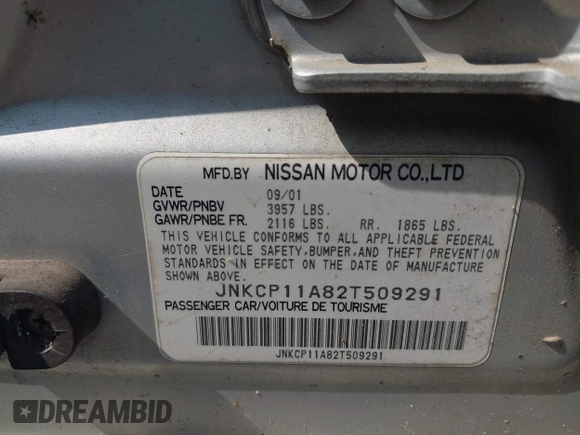 MFD.BY NISSAN MOTOR CO.,LTD
DATE 09/01
GVWR/PNBV 3957 LBS.
GAWR/PNBE FR. 2116 LBS. RR. 1865 LBS.
THIS VEHICLE CONFORMS TO ALL APPLICABLE FEDERAL
MOTOR VEHICLE SAFETY, BUMPER, AND THEFT PREVENTION
STANDARDS IN EFFECT ON THE DATE OF MANUFACTURE
SHOWN ABOVE.
JNKCP11A82T509291
PASSENGER CAR/VOITURE DE TOURISME
JNKCP11A82T509291
DREAMBID